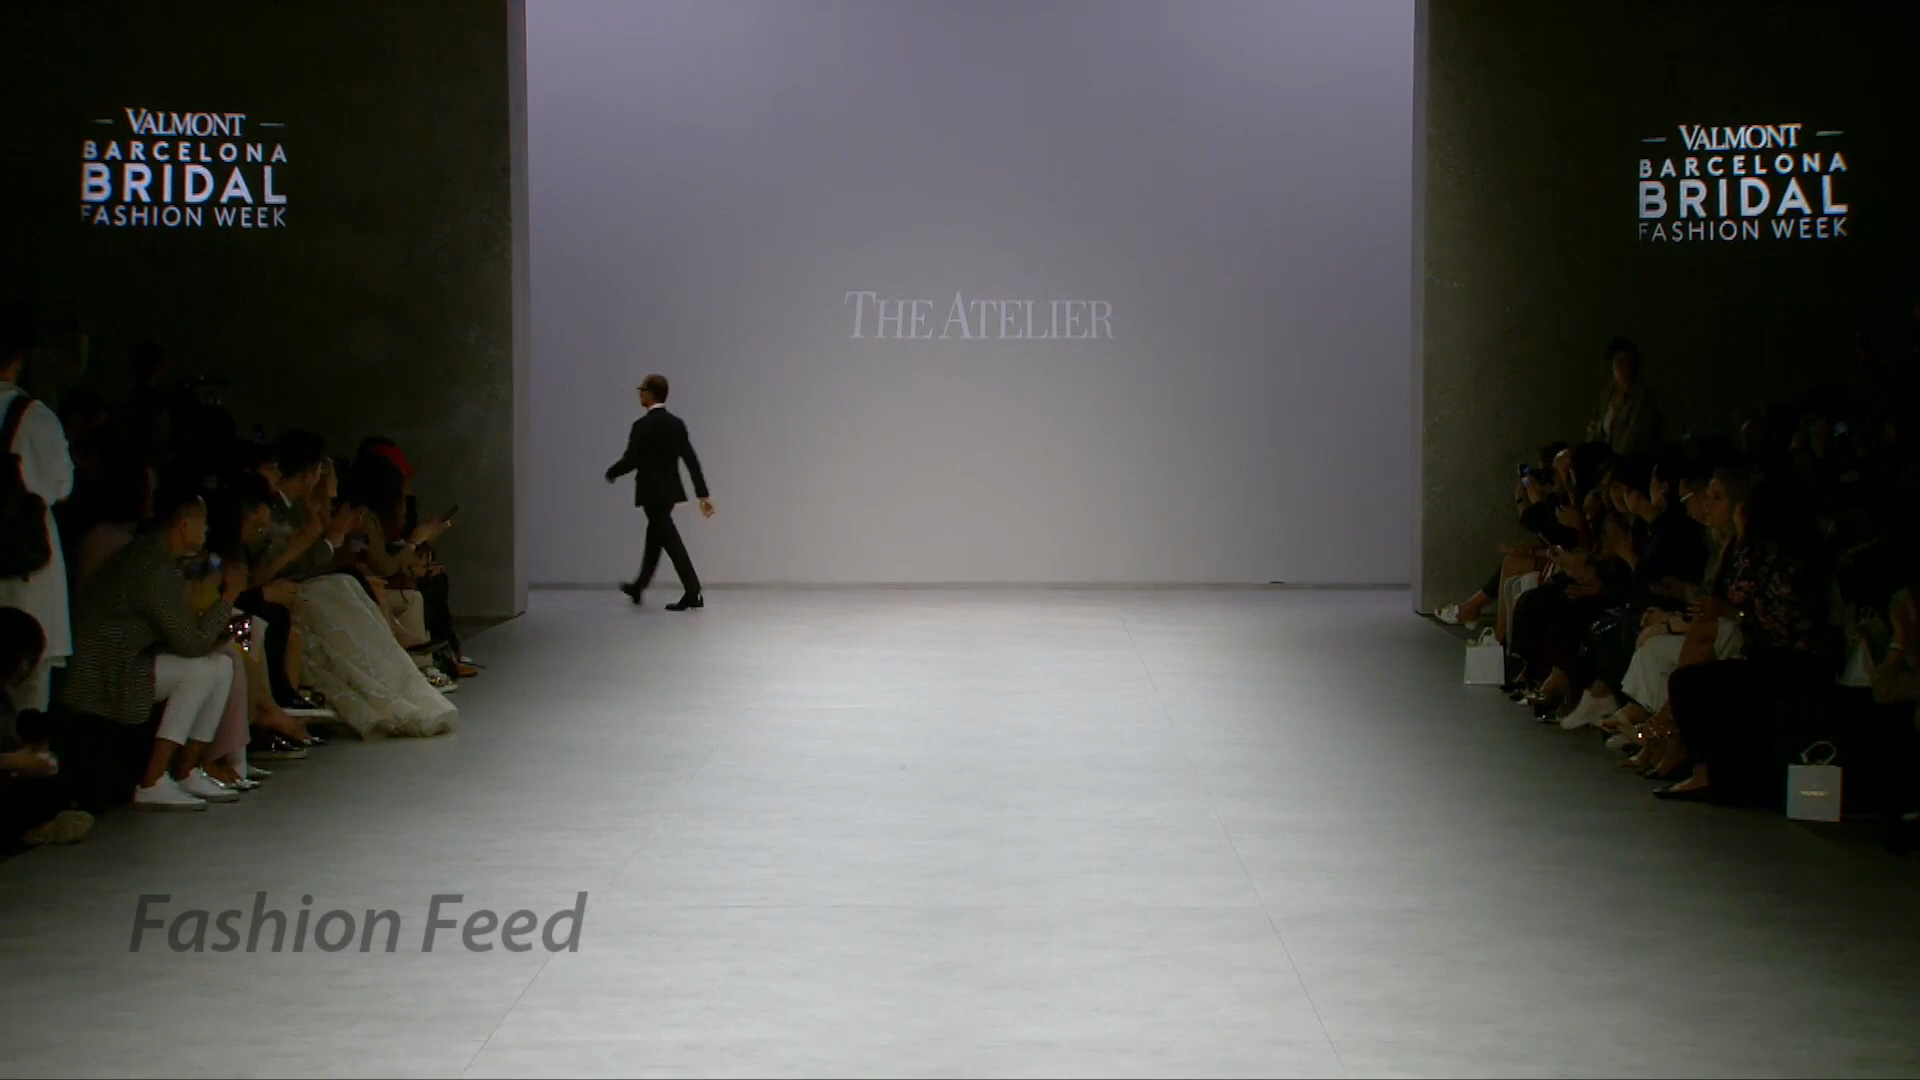 VALMONT
BARCELONA
BRIDAL
FASHION WEEK
THE ATELIER
VALMONT
BARCELONA
BRIDAL
FASHION WEEK
Fashion Feed